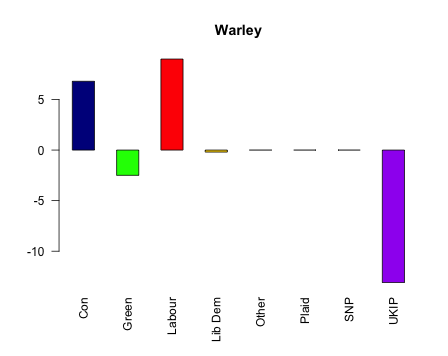 Warley
5
0
-5
-10
Con
Green
Labour
Lib Dem
Other
Plaid
SNP
UKIP